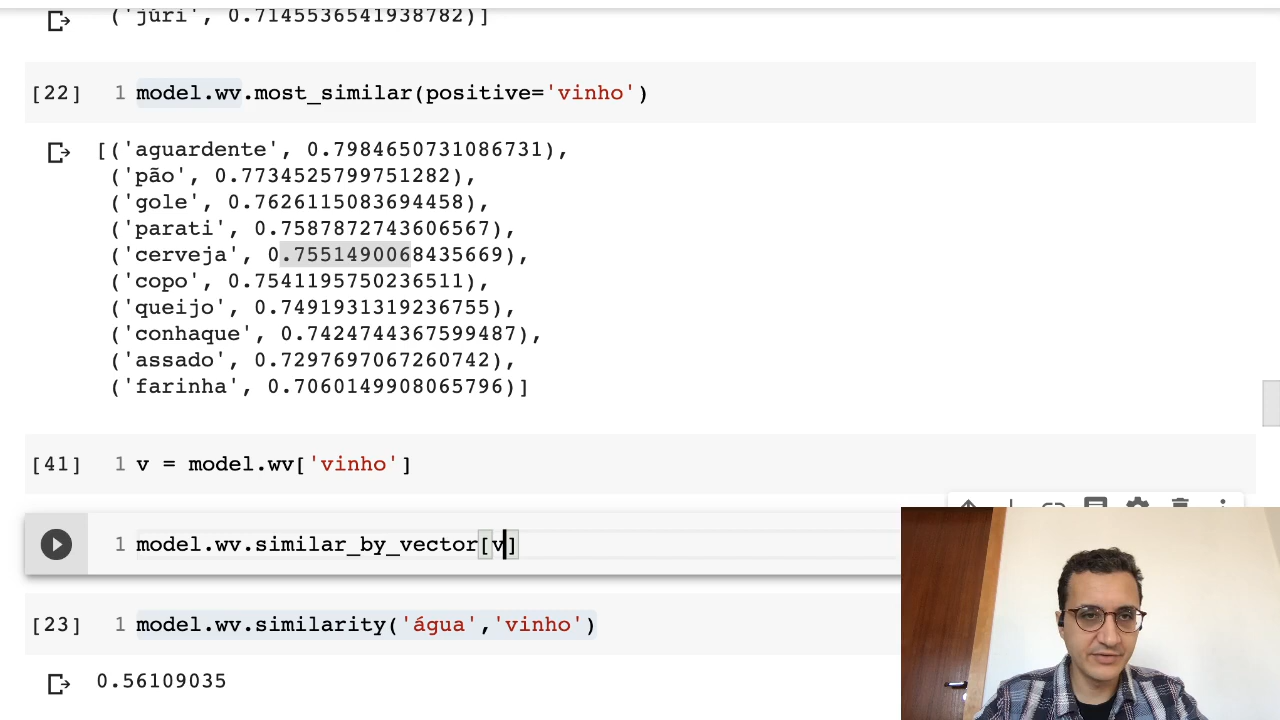 ('júri', 0.7145536541938782)]
[22] 1 model.wv.most_similar(positive='vinho')
[('aguardente', 0.7984650731086731),
('pão', 0.7734525799751282),
('gole', 0.7626115083694458),
('parati', 0.7587872743606567),
('cerveja', 0.7551490068435669),
('copo', 0.7541195750236511),
('queijo', 0.7491931319236755),
('conhaque', 0.7424744367599487),
('assado', 0.7297697067260742),
('farinha', 0.7060149908065796)]
[41] 1 v = model.wv['vinho']
1 model.wv.similar_by_vector[v]
[23] 1 model.wv.similarity('água','vinho')
0.56109035